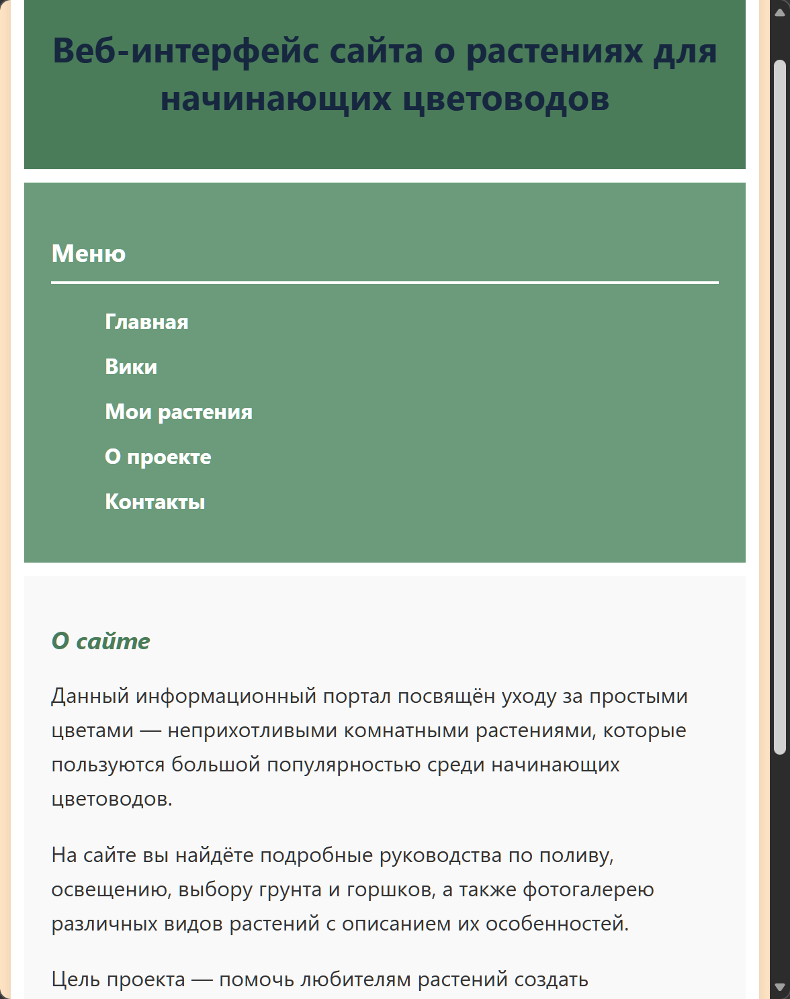 Веб-интерфейс сайта о растениях для
начинающих цветоводов
Меню
Главная
Вики
Мои растения
О проекте
Контакты
О сайте
Данный информационный портал посвящён уходу за простыми
цветами — неприхотливыми комнатными растениями, которые
пользуются большой популярностью среди начинающих
цветоводов.
На сайте вы найдёте подробные руководства по поливу,
освещению, выбору грунта и горшков, а также фотогалерею
различных видов растений с описанием их особенностей.
Цель проекта — помочь любителям растений создать